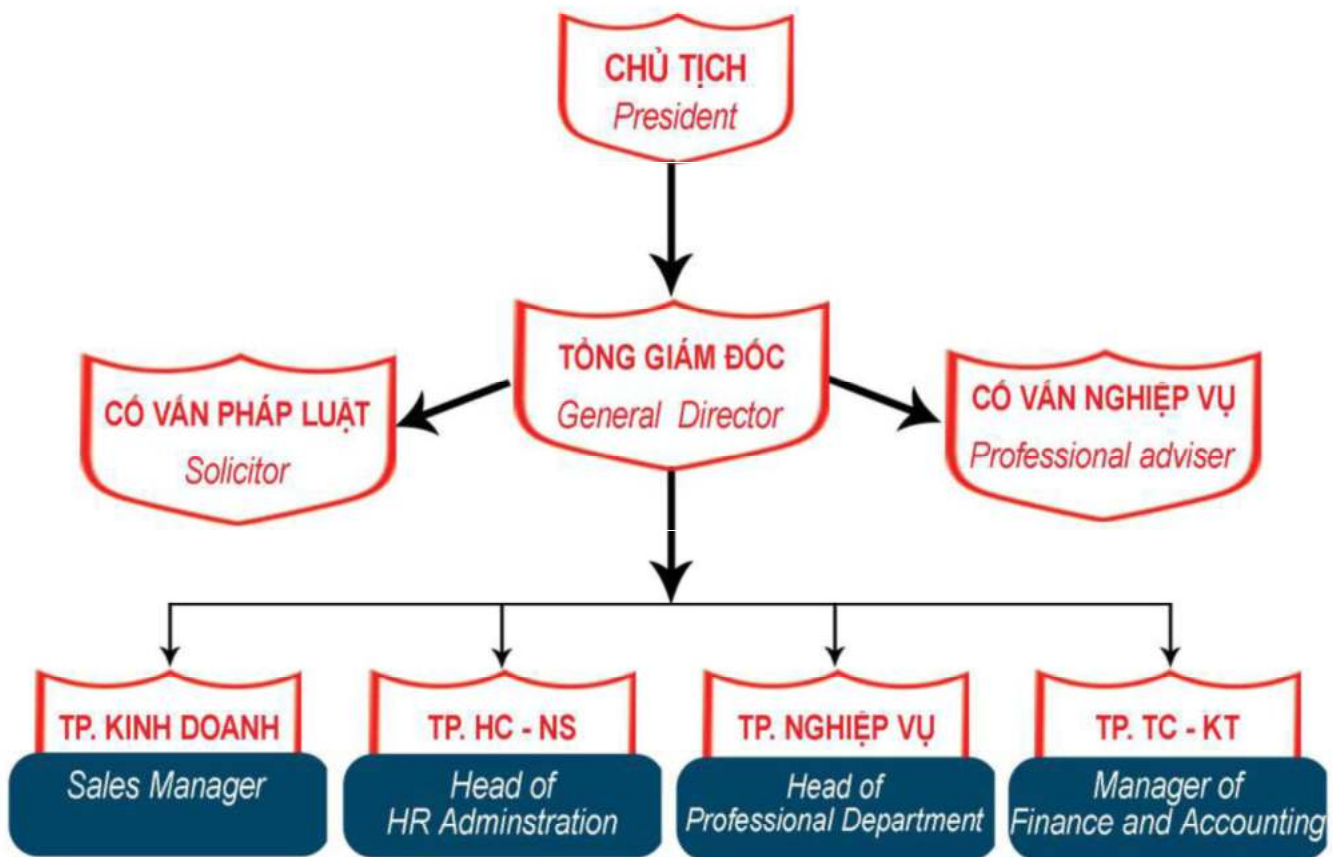 CHỦ TỊCH
President
TỔNG GIÁM ĐỐC
General Director
CỐ VẤN PHÁP LUẬT
Solicitor
CỐ VẤN NGHIỆP VỤ
Professional adviser
TP. KINH DOANH
Sales Manager
TP. HC - NS
Head of
HR Adminstration
TP. NGHIỆP VỤ
Head of
Professional Department
TP. TC - KT
Manager of
Finance and Accounting